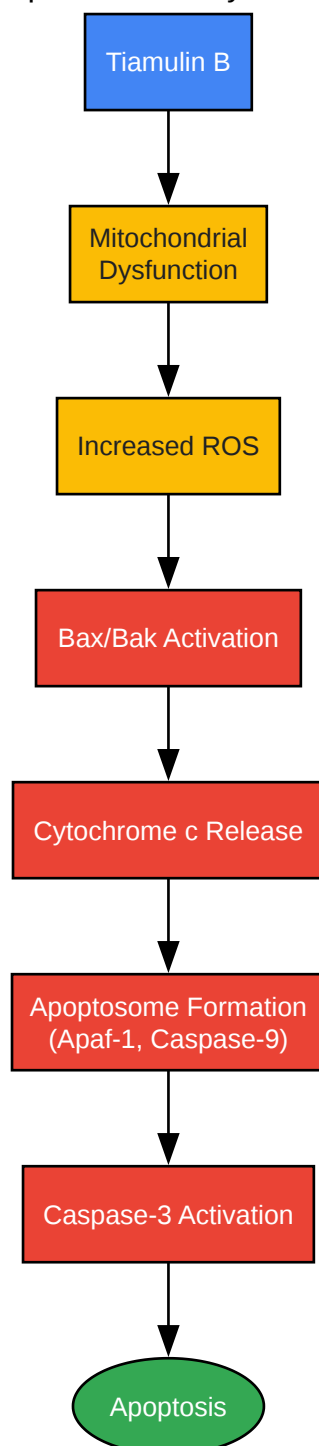 Tiamulin B
Mitochondrial
Dysfunction
Increased ROS
Bax/Bak Activation
Cytochrome c Release
Apoptosome Formation
(Apaf-1, Caspase-9)
Caspase-3 Activation
Apoptosis